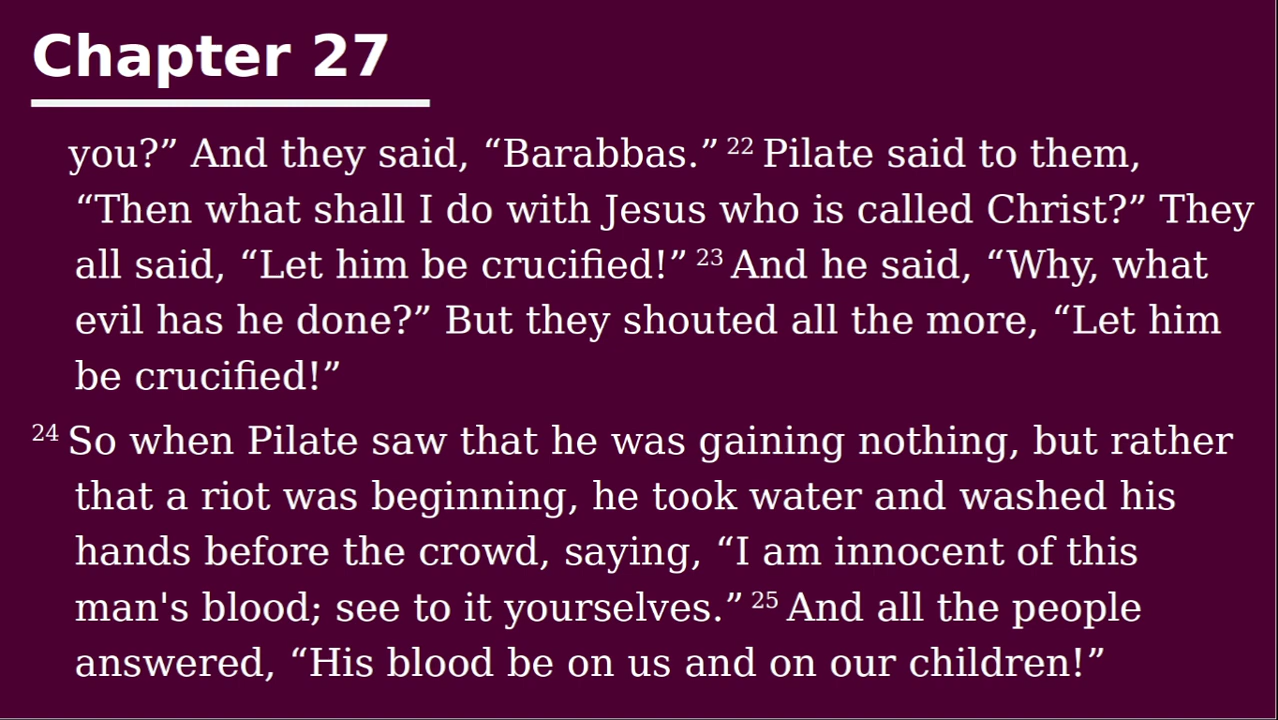 Chapter 27
you?” And they said, “Barabbas.” 22 Pilate said to them,
“Then what shall I do with Jesus who is called Christ?” They
all said, “Let him be crucified!” 23 And he said, “Why, what
evil has he done?” But they shouted all the more, “Let him
be crucified!”
24 So when Pilate saw that he was gaining nothing, but rather
that a riot was beginning, he took water and washed his
hands before the crowd, saying, “I am innocent of this
man's blood; see to it yourselves.” 25 And all the people
answered, “His blood be on us and on our children!”